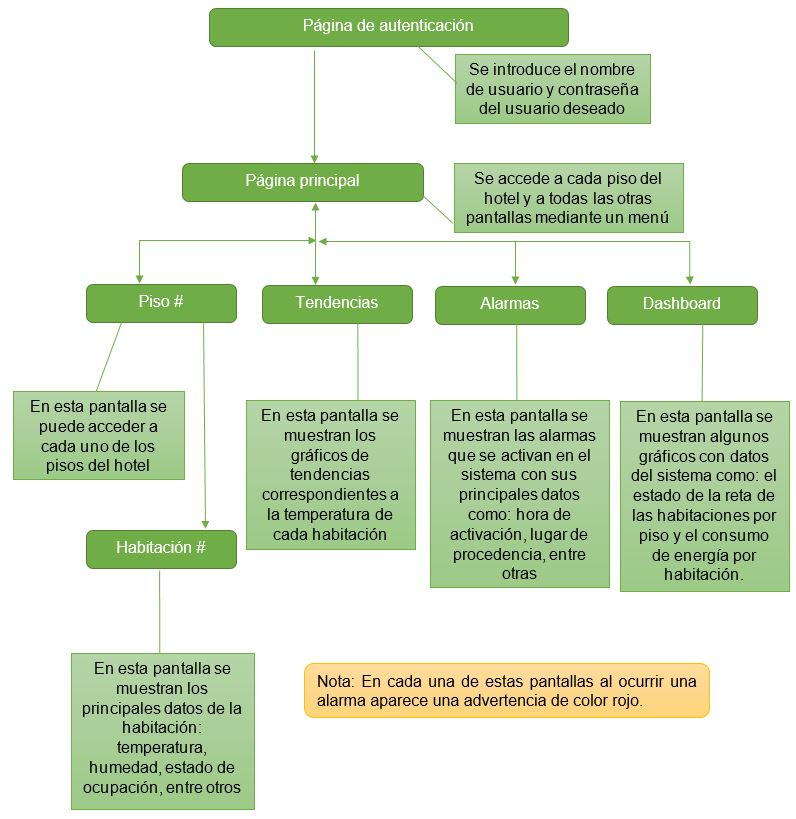 Página de autenticación
Se introduce el nombre
de usuario y contraseña
del usuario deseado
Página principal
Se accede a cada piso del
hotel y a todas las otras
pantallas mediante un menú
Piso #
Tendencias
Alarmas
Dashboard
En esta pantalla se
puede acceder a
cada uno de los
pisos del hotel
En esta pantalla se
muestran los
gráficos de
tendencias
correspondientes a
la temperatura de
cada habitación
En esta pantalla se
muestran las alarmas
que se activan en el
sistema con sus
principales datos
como: hora de
activación, lugar de
procedencia, entre
otras
En esta pantalla se
muestran algunos
gráficos con datos
del sistema como: el
estado de la reta de
las habitaciones por
piso y el consumo
de energía por
habitación.
Habitación #
En esta pantalla se
muestran los
principales datos de la
habitación:
temperatura,
humedad, estado de
ocupación, entre otros
Nota: En cada una de estas pantallas al ocurrir una
alarma aparece una advertencia de color rojo.